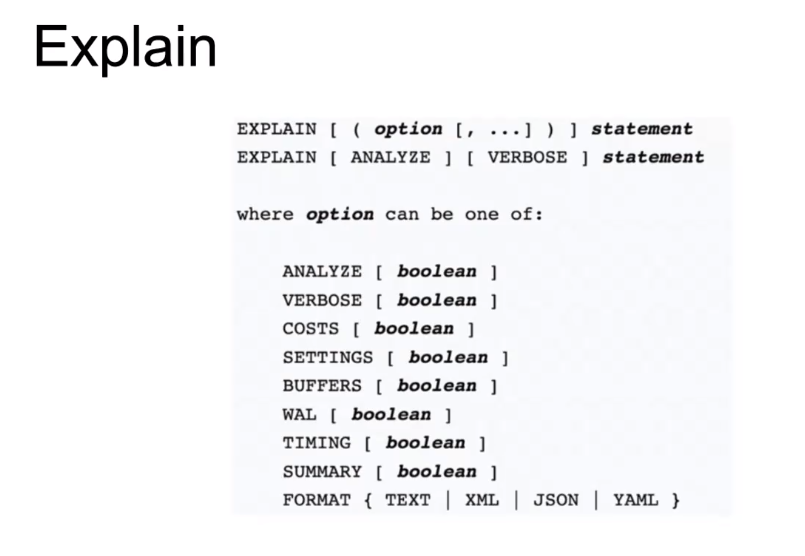 Explain
EXPLAIN [ ( option [, ...] ) ] statement
EXPLAIN [ ANALYZE ] [ VERBOSE ] statement
where option can be one of:
ANALYZE [ boolean ]
VERBOSE [ boolean ]
COSTS [ boolean ]
SETTINGS [ boolean ]
BUFFERS [ boolean ]
WAL [ boolean ]
TIMING [ boolean ]
SUMMARY [ boolean ]
FORMAT { TEXT | XML | JSON | YAML }